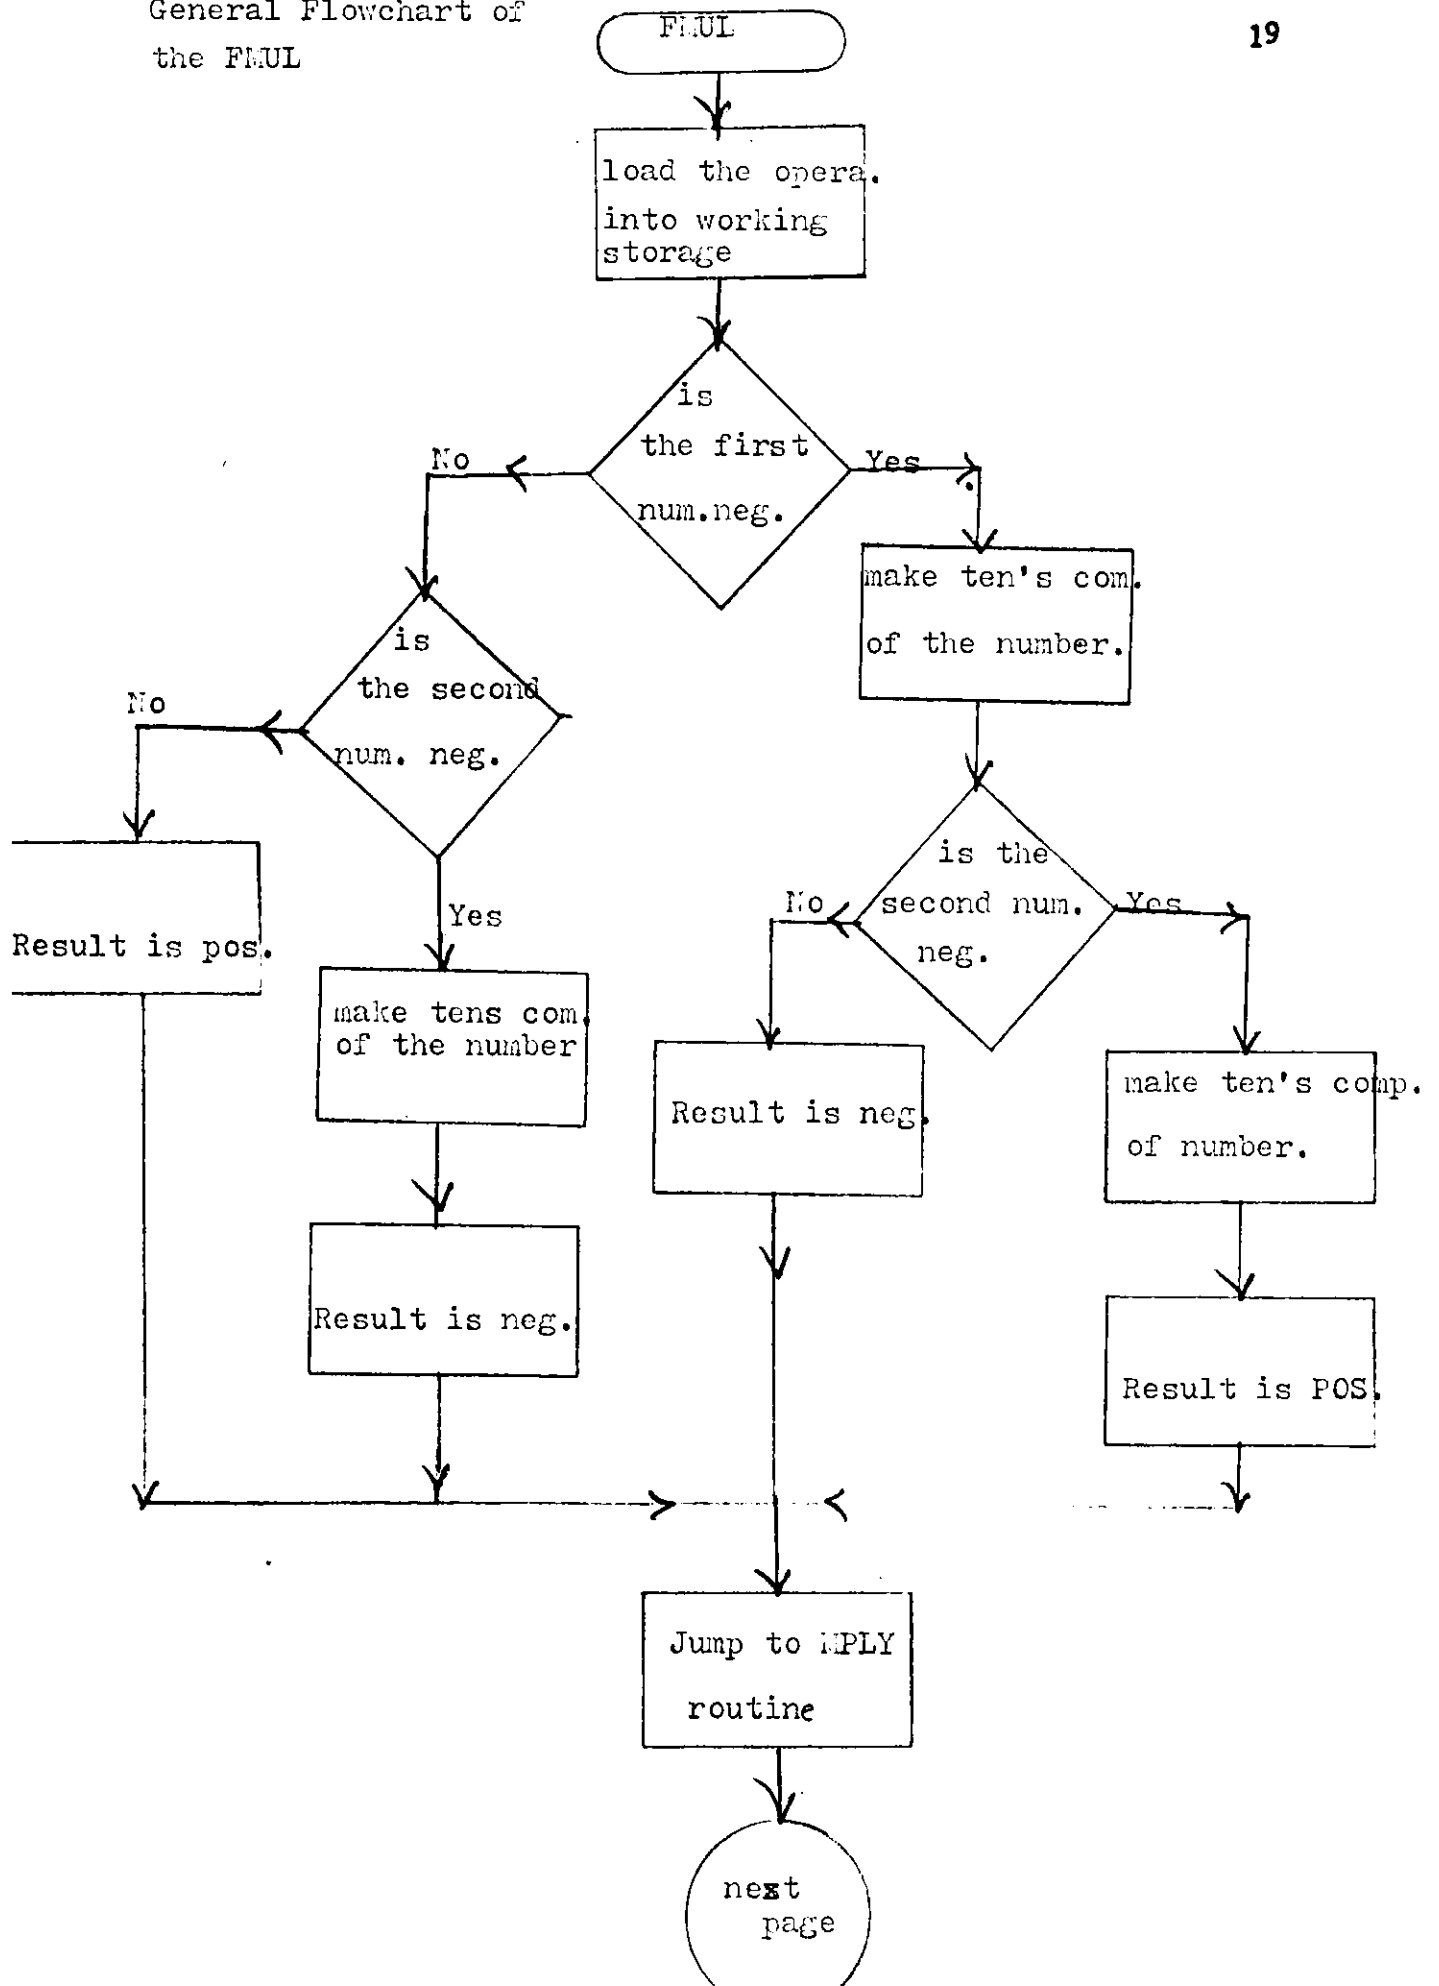 General Flowchart of
the FMUL
19
FMUL
load the opera.
into working
storage
is
the first
num.neg.
No
Yes
make ten's com.
of the number.
is
the second
num. neg.
No
Yes
Result is pos.
make tens com.
of the number
Result is neg.
is the
second num.
neg.
No
Yes
Result is neg.
make ten's comp.
of number.
Result is POS.
Jump to MPLY
routine
next
page